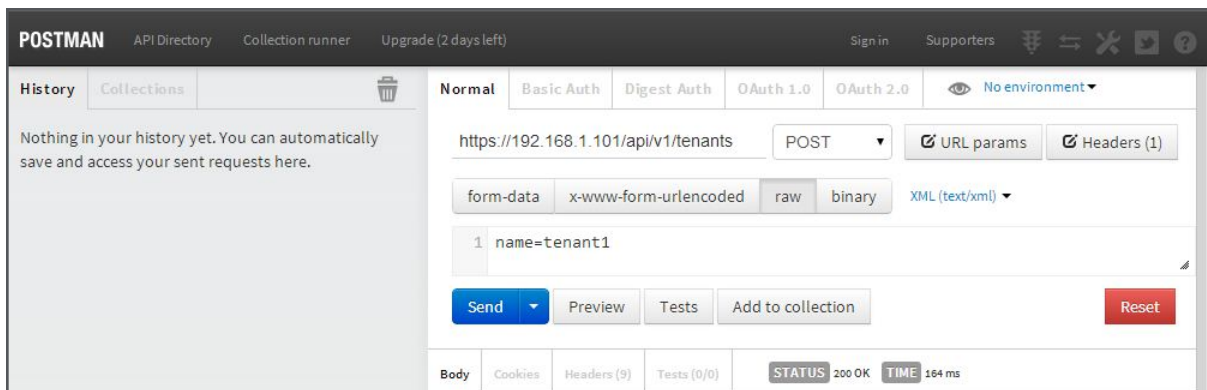 POSTMAN API Directory Collection runner Upgrade (2 days left) Sign in Supporters
History Collections
Nothing in your history yet. You can automatically
save and access your sent requests here.
Normal Basic Auth Digest Auth OAuth 1.0 OAuth 2.0 No environment
https://192.168.1.101/api/v1/tenants POST URL params Headers (1)
form-data x-www-form-urlencoded raw binary XML (text/xml)
1 name=tenant1
Send Preview Tests Add to collection Reset
Body Cookies Headers (9) Tests (0/0) STATUS 200 OK TIME 164 ms